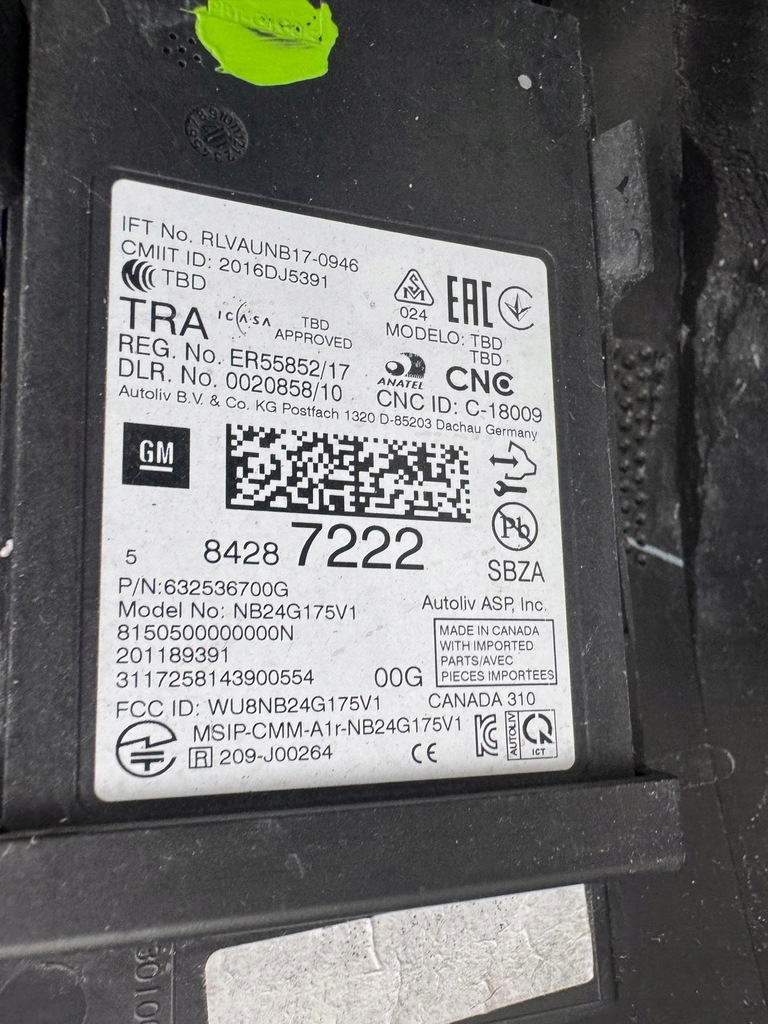 IFT No. RLVAUNB17-0946
CMIIT ID: 2016DJ5391
TBD
024
EAC
TRA
ICASA
TBD
APPROVED
MODELO: TBD
TBD
REG. No. ER55852/17
DLR. No. 0020858/10
ANATEL
CNC
CNC ID: C-18009
Autoliv B.V. & Co. KG Postfach 1320 D-85203 Dachau Germany
GM
Pb
5 8428 7222
SBZA
P/N:632536700G
Autoliv ASP, Inc.
Model No: NB24G175V1
8150500000000N
201189391
3117258143900554
00G
MADE IN CANADA
WITH IMPORTED
PARTS/AVEC
PIECES IMPORTEES
FCC ID: WU8NB24G175V1
CANADA 310
MSIP-CMM-A1r-NB24G175V1
R 209-J00264
CE
AUTOLIV
ICT